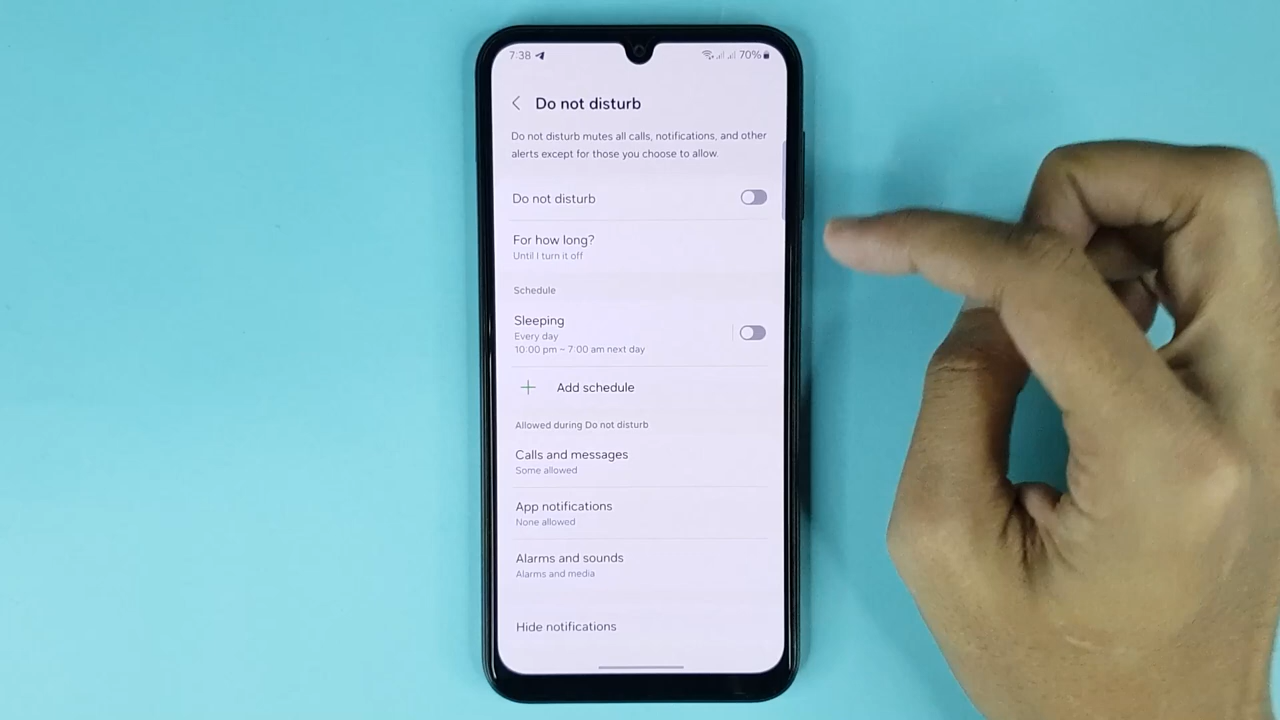 7:38 70%
Do not disturb
Do not disturb mutes all calls, notifications, and other
alerts except for those you choose to allow.
Do not disturb
For how long?
Until I turn it off
Schedule
Sleeping
Every day
10:00 pm ~ 7:00 am next day
Add schedule
Allowed during Do not disturb
Calls and messages
Some allowed
App notifications
None allowed
Alarms and sounds
Alarms and media
Hide notifications